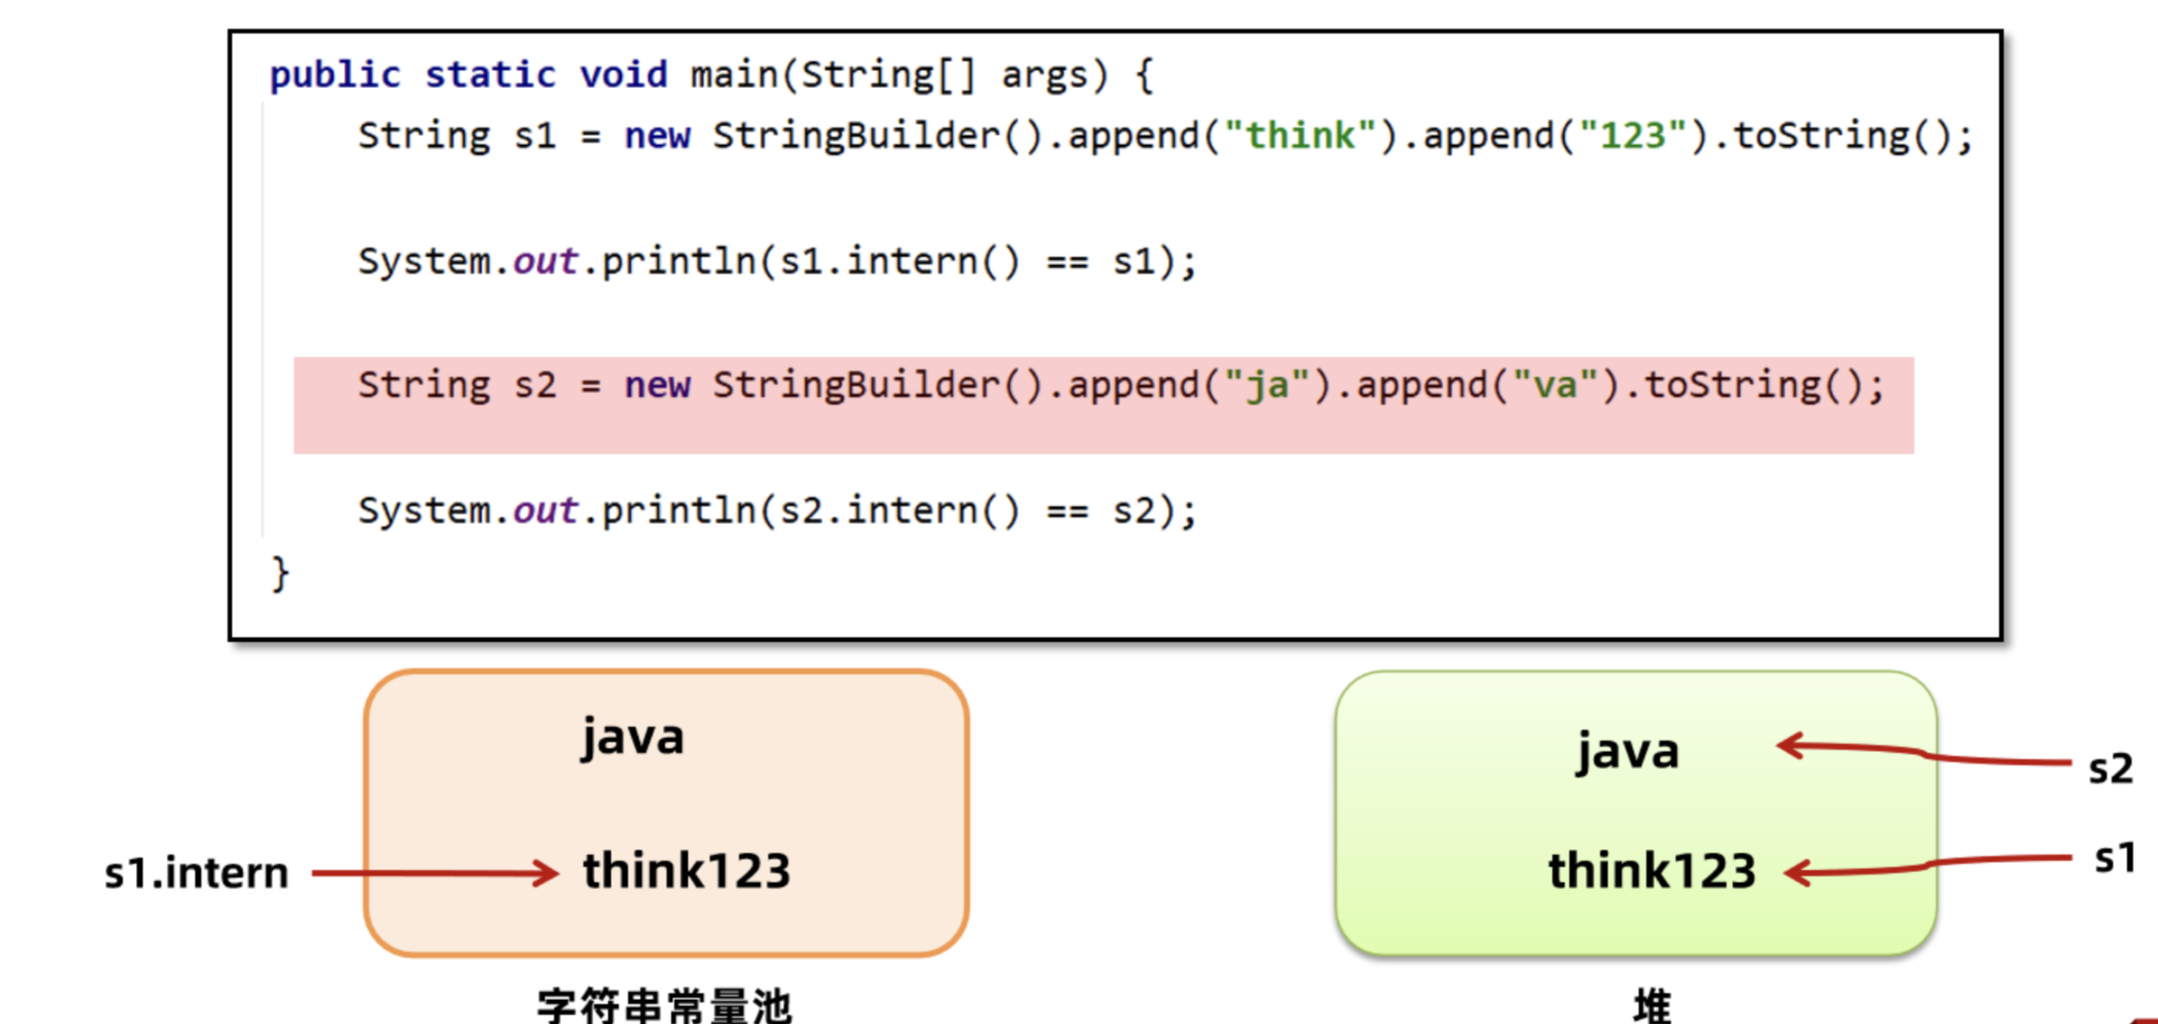 public static void main(String[] args) {
String s1 = new StringBuilder().append("think").append("123").toString();
System.out.println(s1.intern() == s1);
String s2 = new StringBuilder().append("ja").append("va").toString();
System.out.println(s2.intern() == s2);
}
java
java
s2
s1.intern
think123
think123
s1
字符串常量池
堆